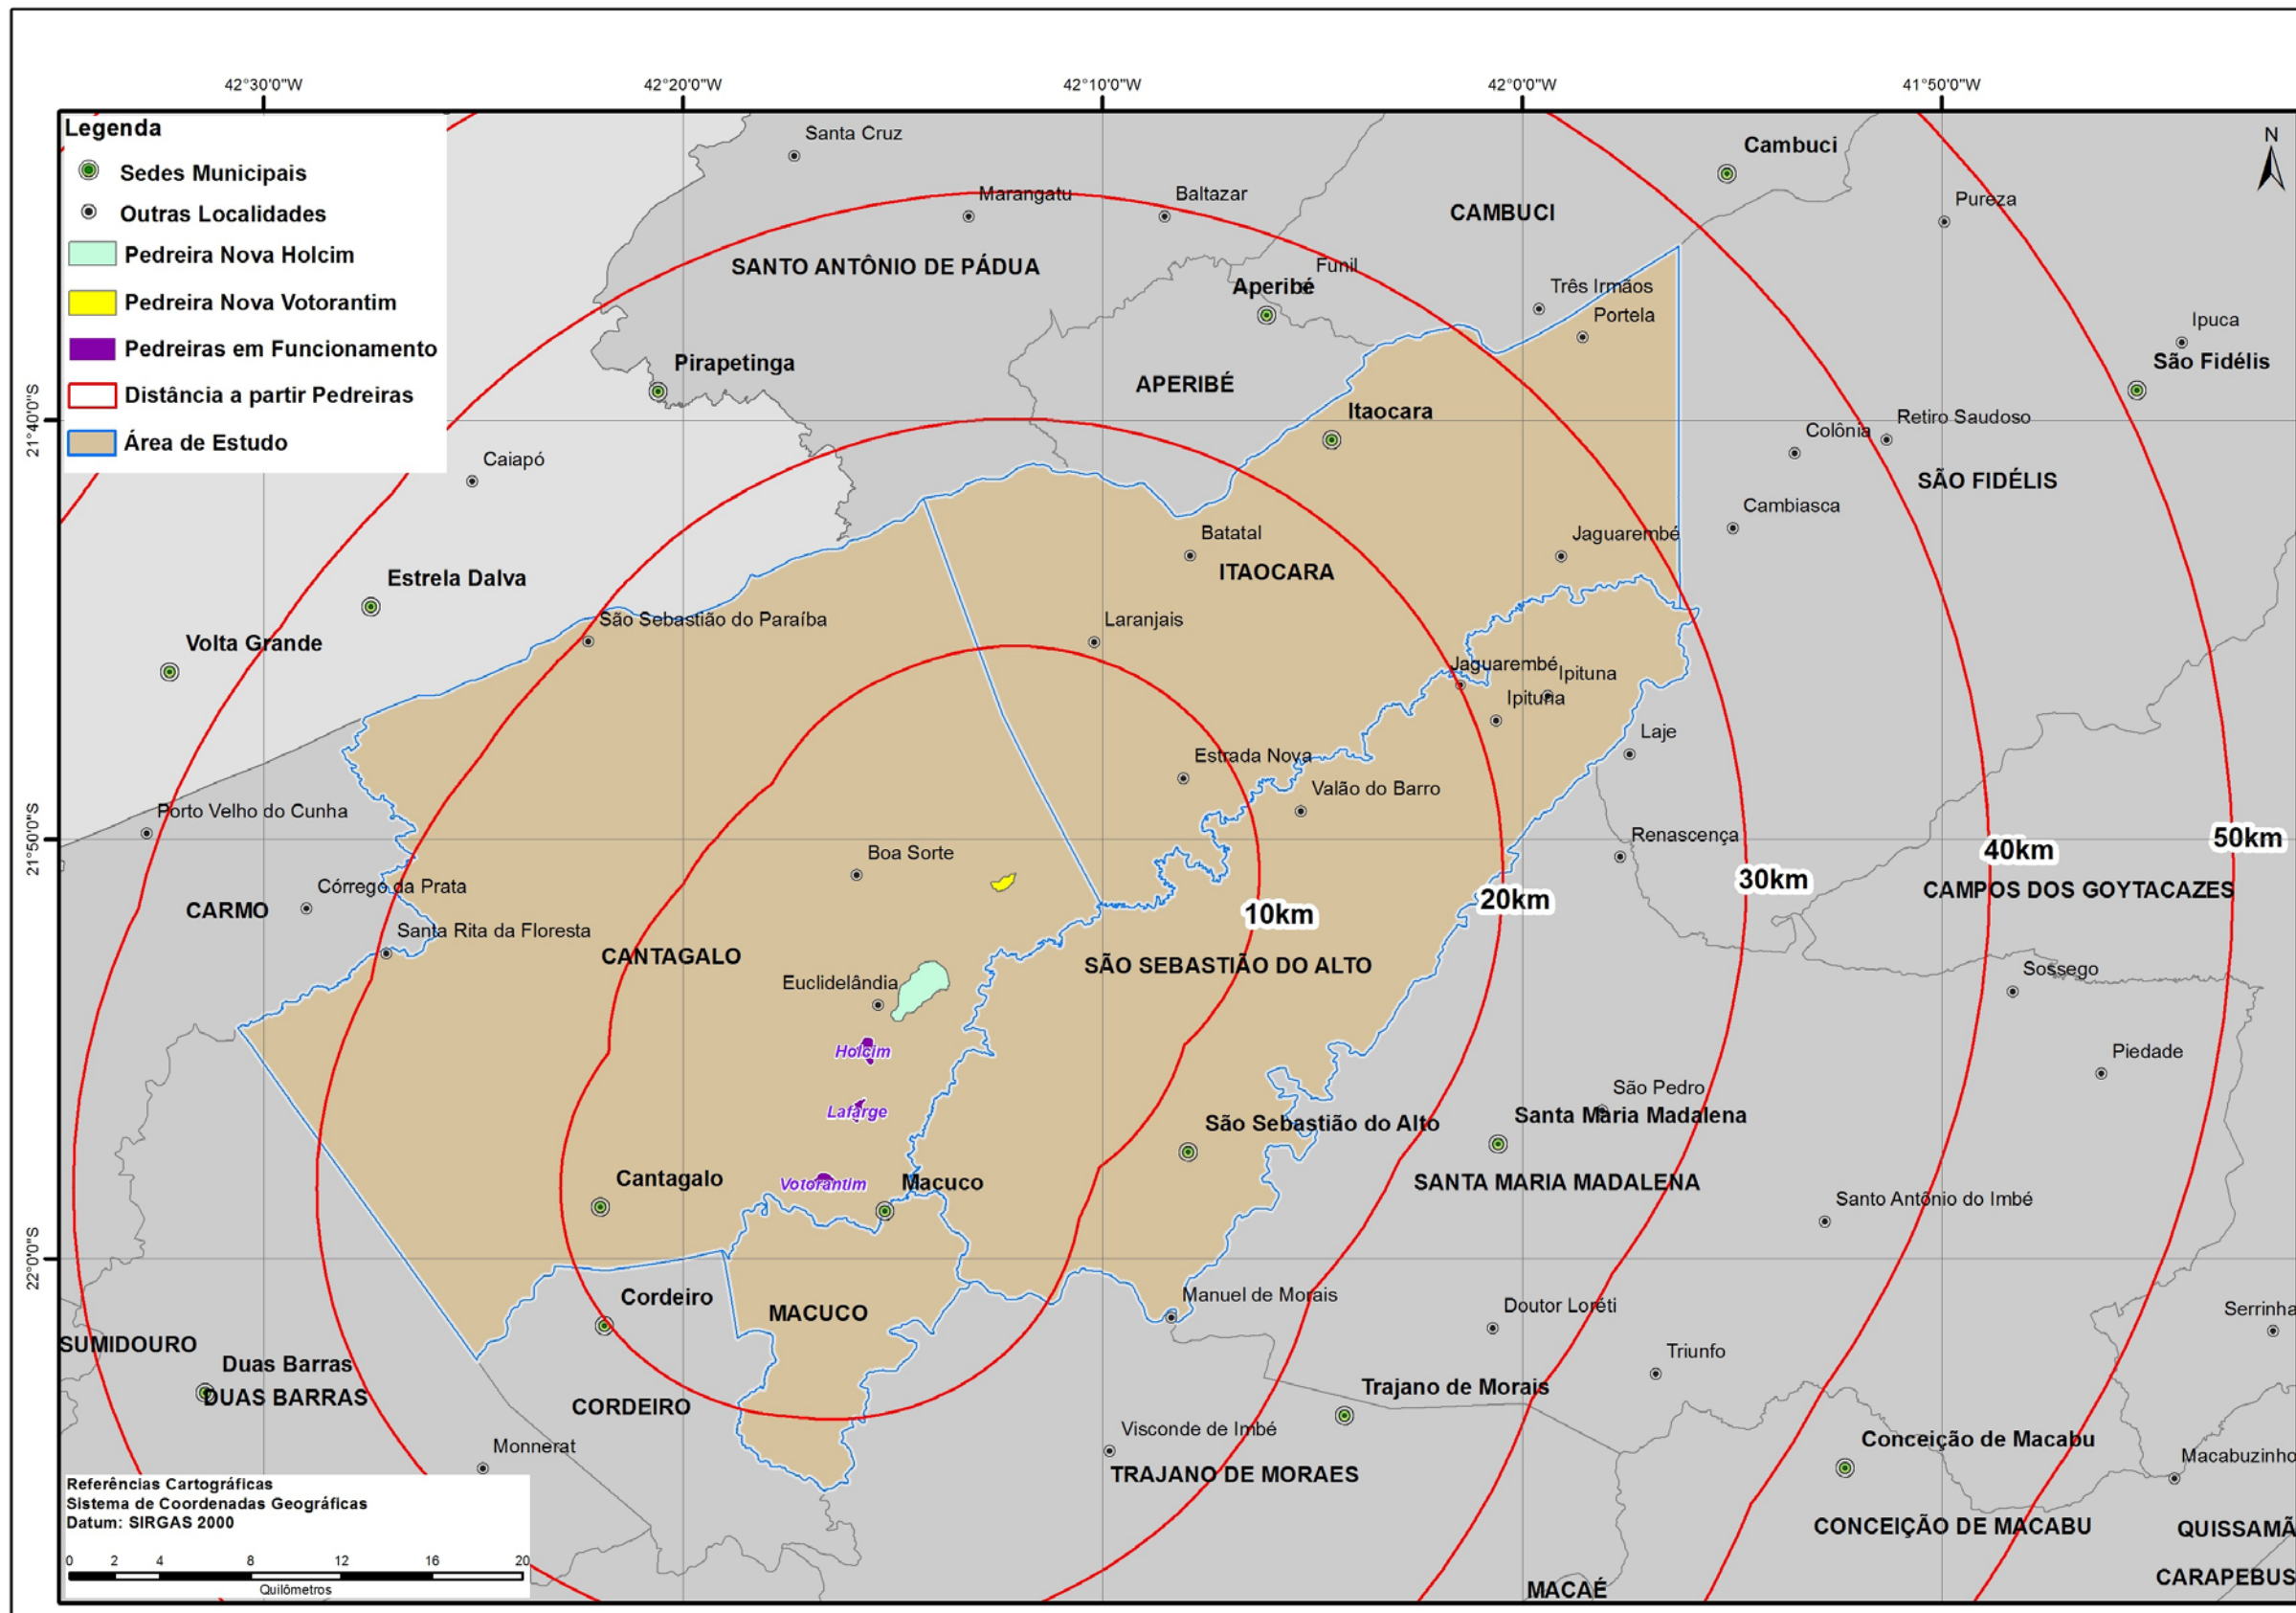 42°30'0"W
42°20'0"W
42°10'0"W
42°0'0"W
41°50'0"W
Legenda
Sedes Municipais
Outras Localidades
Pedreira Nova Holcim
Pedreira Nova Votorantim
Pedreiras em Funcionamento
Distância a partir Pedreiras
Área de Estudo
N
Santa Cruz
Cambuci
Marangatu
Baltazar
Pureza
CAMBUCI
SANTO ANTÔNIO DE PÁDUA
Funil
Aperibé
Três Irmãos
Portela
Ipuca
São Fidélis
Pirapetinga
APERIBÉ
Itaocara
21°40'0"S
Retiro Saudoso
Colônia
Caiapó
SÃO FIDÉLIS
Cambiasca
Batatal
Jaguarembé
ITAOCARA
Estrela Dalva
São Sebastião do Paraíba
Laranjais
Volta Grande
Jaguarembé
Ipituna
Ipituna
Laje
Estrada Nova
Valão do Barro
Porto Velho do Cunha
Renascença
21°50'0"S
50km
40km
Boa Sorte
30km
Córrego da Prata
CAMPOS DOS GOYTACAZES
20km
CARMO
10km
Santa Rita da Floresta
CANTAGALO
SÃO SEBASTIÃO DO ALTO
Sossego
Euclidelândia
Holcim
Piedade
São Pedro
Lafarge
Santa Maria Madalena
São Sebastião do Alto
Cantagalo
Votorantim
Macuco
SANTA MARIA MADALENA
Santo Antônio do Imbé
22°0'0"S
Cordeiro
Manuel de Morais
Doutor Loréti
Serrinha
MACUCO
SUMIDOURO
Triunfo
Duas Barras
DUAS BARRAS
Trajano de Morais
CORDEIRO
Visconde de Imbé
Conceição de Macabu
Monnerat
Macabuzinho
TRAJANO DE MORAES
Referências Cartográficas
Sistema de Coordenadas Geográficas
Datum: SIRGAS 2000
CONCEIÇÃO DE MACABU
QUISSAMÃ
0 2 4 8 12 16 20
Quilômetros
CARAPEBUS
MACAÉ